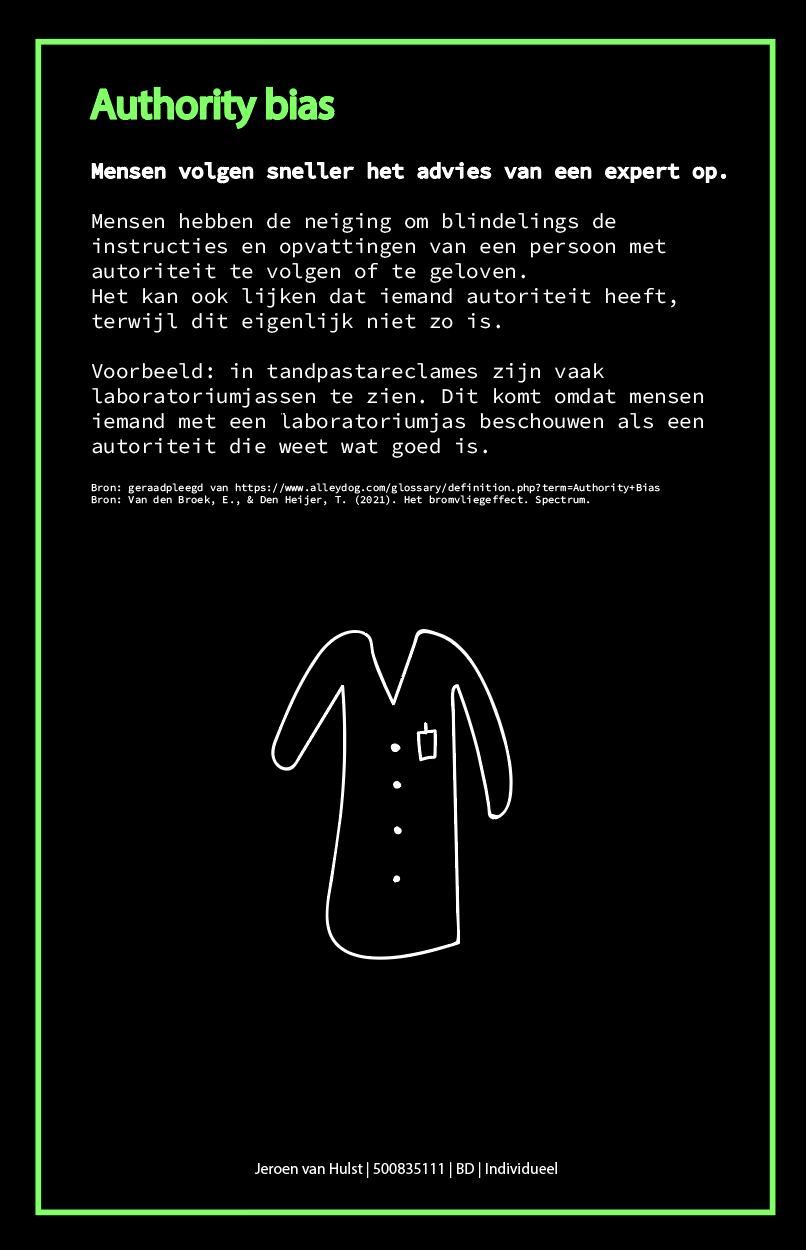 Authority bias
Mensen volgen sneller het advies van een expert op.
Mensen hebben de neiging om blindelings de
instructies en opvattingen van een persoon met
autoriteit te volgen of te geloven.
Het kan ook lijken dat iemand autoriteit heeft,
terwijl dit eigenlijk niet zo is.
Voorbeeld: in tandpastareclames zijn vaak
laboratoriumjassen te zien. Dit komt omdat mensen
iemand met een laboratoriumjas beschouwen als een
autoriteit die weet wat goed is.
Bron: geraadpleegd van https://www.alleydog.com/glossary/definition.php?term=Authority+Bias
Bron: Van den Broek, E., & Den Heijer, T. (2021). Het bromvliegeffect. Spectrum.
Jeroen van Hulst | 500835111 | BD | Individueel